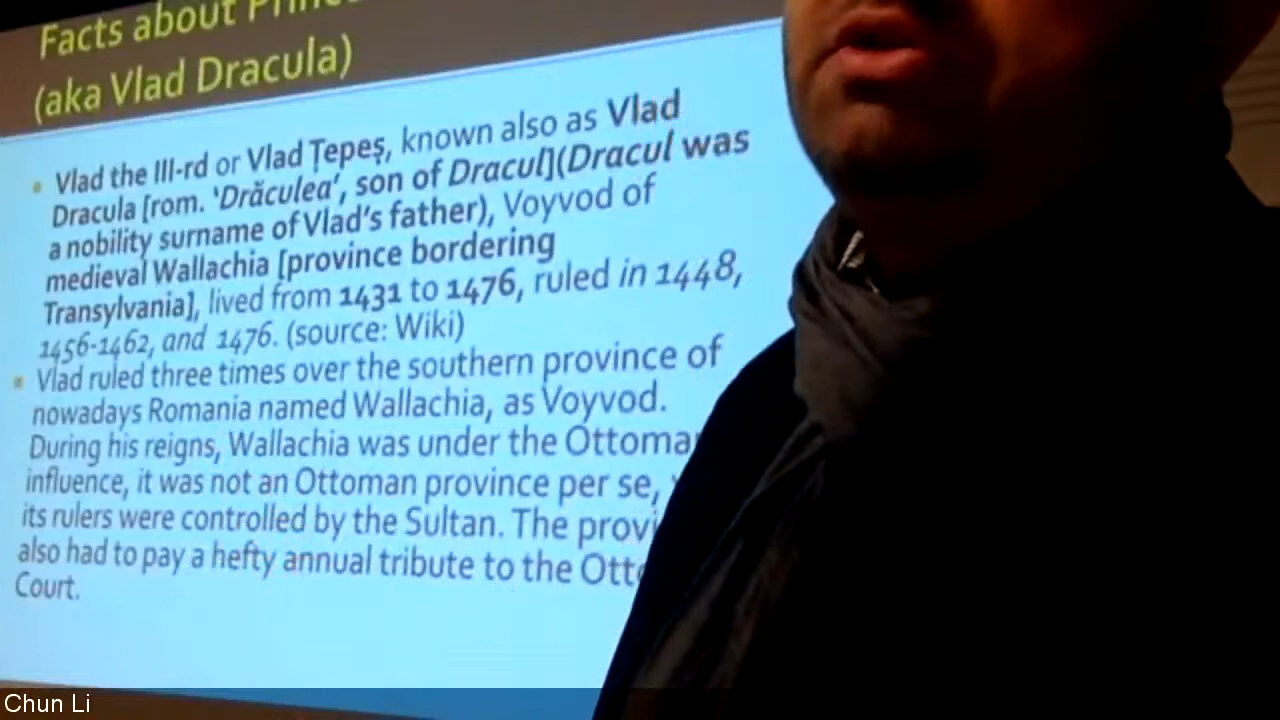 Facts about
(aka Vlad Dracula)
Vlad the III-rd or Vlad Țepeș, known also as Vlad
Dracula [rom. ‘Drăculea’, son of Dracul](Dracul was
a nobility surname of Vlad’s father), Voyvod of
medieval Wallachia [province bordering
Transylvania], lived from 1431 to 1476, ruled in 1448,
1456-1462, and 1476. (source: Wiki)
Vlad ruled three times over the southern province of
nowadays Romania named Wallachia, as Voyvod.
During his reigns, Wallachia was under the Ottoma
influence, it was not an Ottoman province per se,
its rulers were controlled by the Sultan. The provi
also had to pay a hefty annual tribute to the Otto
Court.
Chun Li